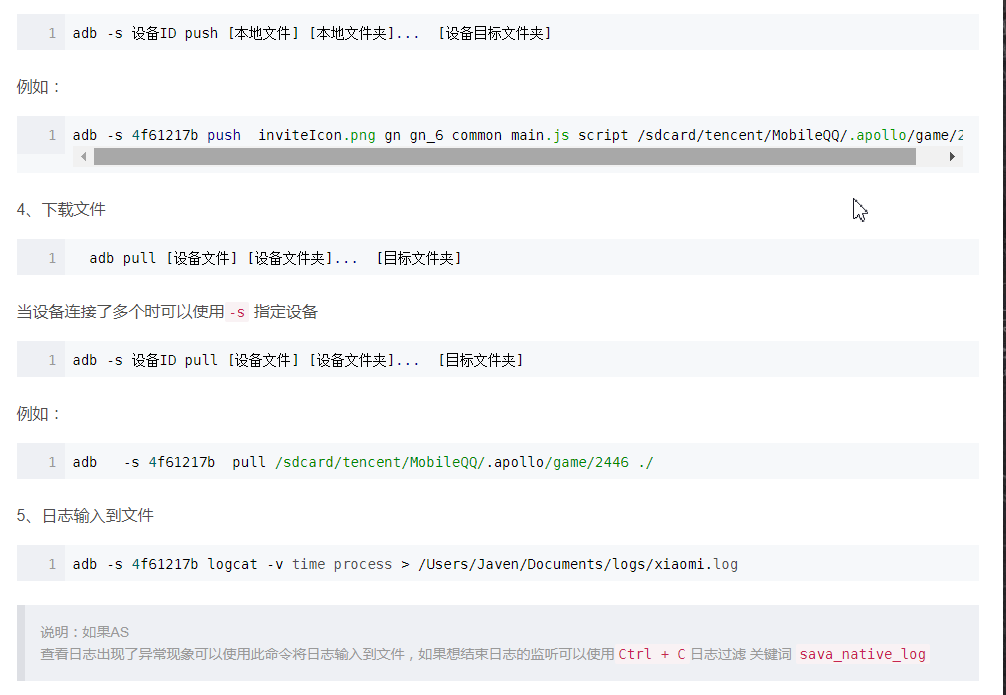 1 adb -s 设备ID push [本地文件] [本地文件夹]... [设备目标文件夹]
例如：
1 adb -s 4f61217b push  inviteIcon.png gn gn_6 common main.js script /sdcard/tencent/MobileQQ/.apollo/game/2
4、下载文件
1 adb pull [设备文件] [设备文件夹]... [目标文件夹]
当设备连接了多个时可以使用 -s 指定设备
1 adb -s 设备ID pull [设备文件] [设备文件夹]... [目标文件夹]
例如：
1 adb   -s 4f61217b  pull /sdcard/tencent/MobileQQ/.apollo/game/2446 ./
5、日志输入到文件
1 adb -s 4f61217b logcat -v time process > /Users/Javen/Documents/logs/xiaomi.log
说明：如果AS
查看日志出现了异常现象可以使用此命令将日志输入到文件，如果想结束日志的监听可以使用 Ctrl + C 日志过滤 关键词 sava_native_log